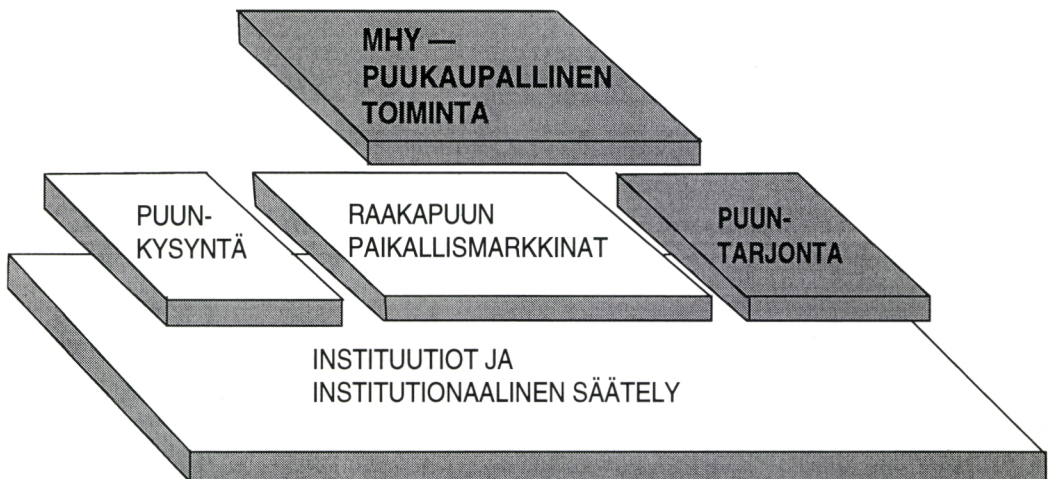 MHY —
PUUKAUPALLINEN
TOIMINTA
PUUN-
KYSYNTÄ
RAAKAPUUN
PAIKALLISMARKKINAT
PUUN-
TARJONTA
INSTITUUTIOT JA
INSTITUTIONAALINEN SÄÄTELY